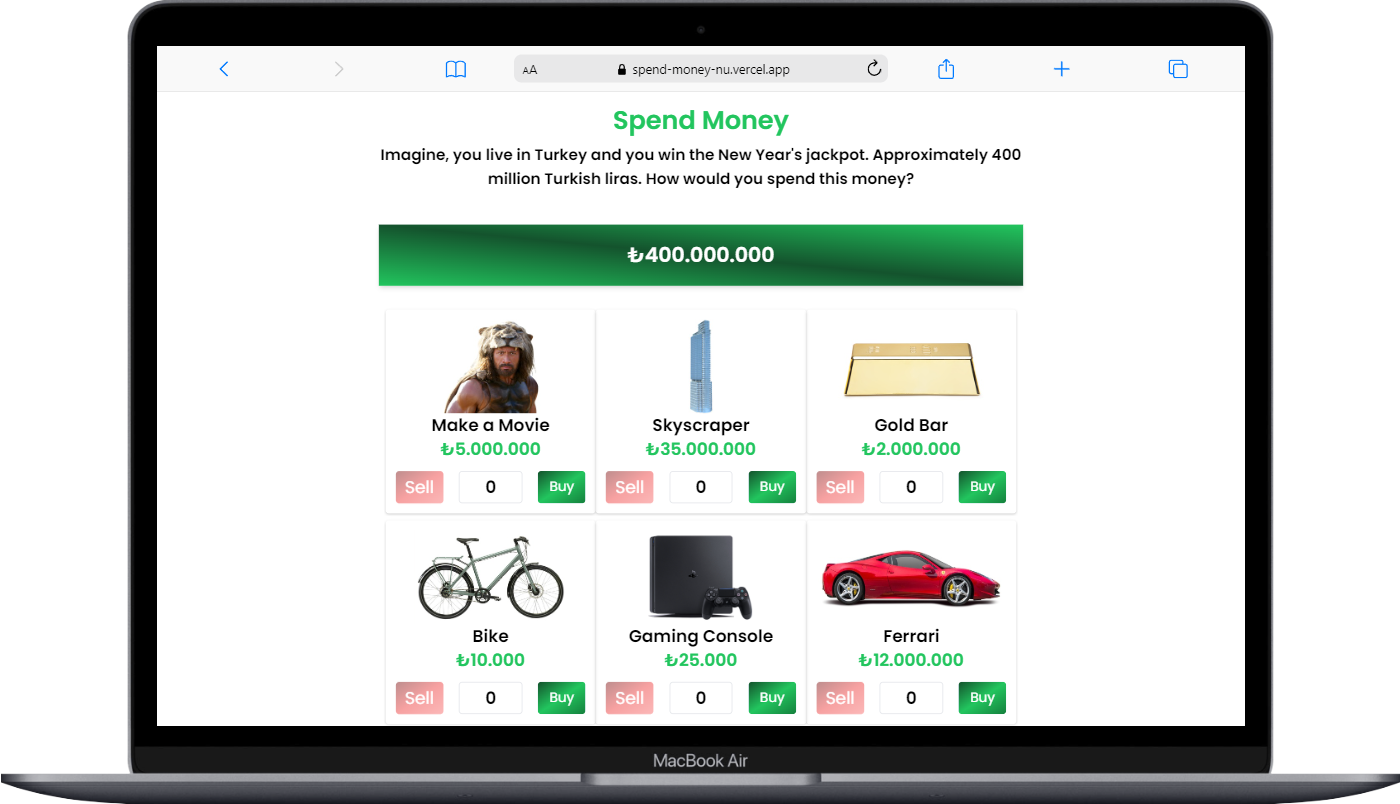 AA
spend-money-nu.vercel.app
Spend Money
Imagine, you live in Turkey and you win the New Year's jackpot. Approximately 400
million Turkish liras. How would you spend this money?
₺400.000.000
Make a Movie
₺5.000.000
Sell 0 Buy
Skyscraper
₺35.000.000
Sell 0 Buy
Gold Bar
₺2.000.000
Sell 0 Buy
Bike
₺10.000
Sell 0 Buy
Gaming Console
₺25.000
Sell 0 Buy
Ferrari
₺12.000.000
Sell 0 Buy
MacBook Air